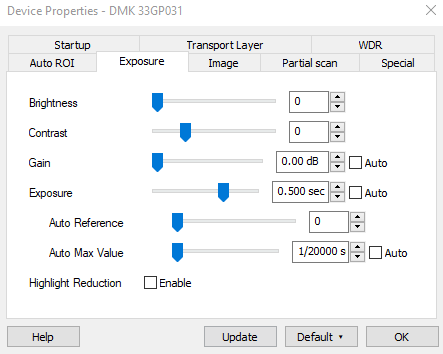 Device Properties - DMK 33GP031
Startup Transport Layer WDR
Auto ROI Exposure Image Partial scan Special
Brightness 0
Contrast 0
Gain 0.00 dB Auto
Exposure 0.500 sec Auto
Auto Reference 0
Auto Max Value 1/20000 s Auto
Highlight Reduction Enable
Help Update Default OK